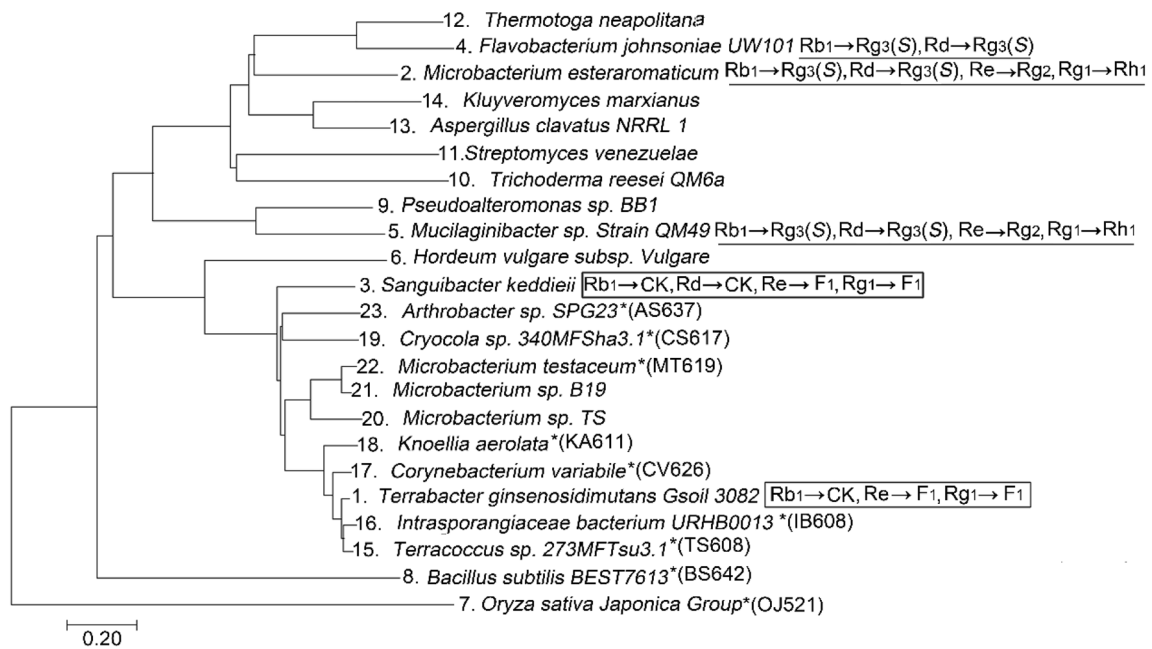 12. Thermotoga neapolitana
4. Flavobacterium johnsoniae UW101 Rb1→Rg3(S),Rd→Rg3(S)
2. Microbacterium esteraromaticum Rb1→Rg3(S),Rd→Rg3(S), Re→Rg2,Rg1→Rh1
14. Kluyveromyces marxianus
13. Aspergillus clavatus NRRL 1
11.Streptomyces venezuelae
10. Trichoderma reesei QM6a
9. Pseudoalteromonas sp. BB1
5. Mucilaginibacter sp. Strain QM49 Rb1→Rg3(S),Rd→Rg3(S), Re→Rg2,Rg1→Rh1
6. Hordeum vulgare subsp. Vulgare
3. Sanguibacter keddieii Rb1→CK, Rd→CK, Re→F1, Rg1→F1
23. Arthrobacter sp. SPG23*(AS637)
19. Cryocola sp. 340MFSha3.1*(CS617)
22. Microbacterium testaceum*(MT619)
21. Microbacterium sp. B19
20. Microbacterium sp. TS
18. Knoellia aerolata*(KA611)
17. Corynebacterium variabile*(CV626)
1. Terrabacter ginsenosidimutans Gsoil 3082 Rb1→CK, Re→F1, Rg1→F1
16. Intrasporangiaceae bacterium URHB0013 *(IB608)
15. Terracoccus sp. 273MFTsu3.1*(TS608)
8. Bacillus subtilis BEST7613*(BS642)
7. Oryza sativa Japonica Group*(OJ521)
0.20